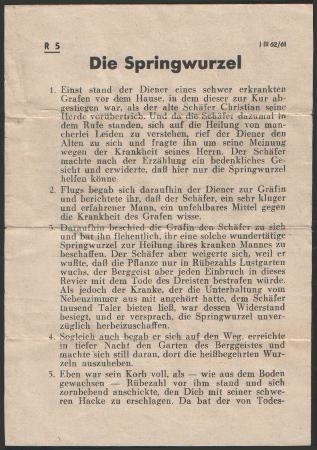 R 5
J III 62/61
Die Springwurzel
1. Einst stand der Diener eines schwer erkrankten
Grafen vor dem Hause, in dem dieser zur Kur ab-
gestiegen war, als der alte Schäfer Christian seine
Herde vorübertrieb. Und da die Schäfer dazumal in
dem Rufe standen, sich auf die Heilung von man-
cherlei Leiden zu verstehen, rief der Diener den
Alten zu sich und fragte ihn um seine Meinung
wegen der Krankheit seines Herrn. Der Schäfer
machte nach der Erzählung ein bedenkliches Ge-
sicht und erwiderte, daß hier nur die Springwurzel
helfen könne.
2. Flugs begab sich daraufhin der Diener zur Gräfin
und berichtete ihr, daß der Schäfer, ein sehr kluger
und erfahrener Mann, ein unfehlbares Mittel gegen
die Krankheit des Grafen wisse.
3. Daraufhin beschied die Gräfin den Schäfer zu sich
und bat ihn flehentlich, ihr eine solche wundertätige
Springwurzel zur Heilung ihres kranken Mannes zu
beschaffen. Der Schäfer aber weigerte sich, weil er
wußte, daß die Pflanze nur in Rübezahls Lustgarten
wuchs, der Berggeist aber jeden Einbruch in dieses
Revier mit dem Tode des Dreisten bestrafen würde.
Als jedoch der Kranke, der die Unterhaltung vom
Nebenzimmer aus mit angehört hatte, dem Schäfer
tausend Taler bieten ließ, war dessen Widerstand
besiegt, und er versprach, die Springwurzel unver-
züglich herbeizuschaffen.
4. Sogleich auch begab er sich auf den Weg, erreichte
in tiefer Nacht den Garten des Berggeistes und
machte sich still daran, dort die heißbegehrten Wur-
zeln auszuheben.
5. Eben war sein Korb voll, als — wie aus dem Boden
gewachsen — Rübezahl vor ihm stand und sich
zornbebend anschickte, den Dieb mit seiner schwe-
ren Hacke zu erschlagen. Da bat der von Todes-